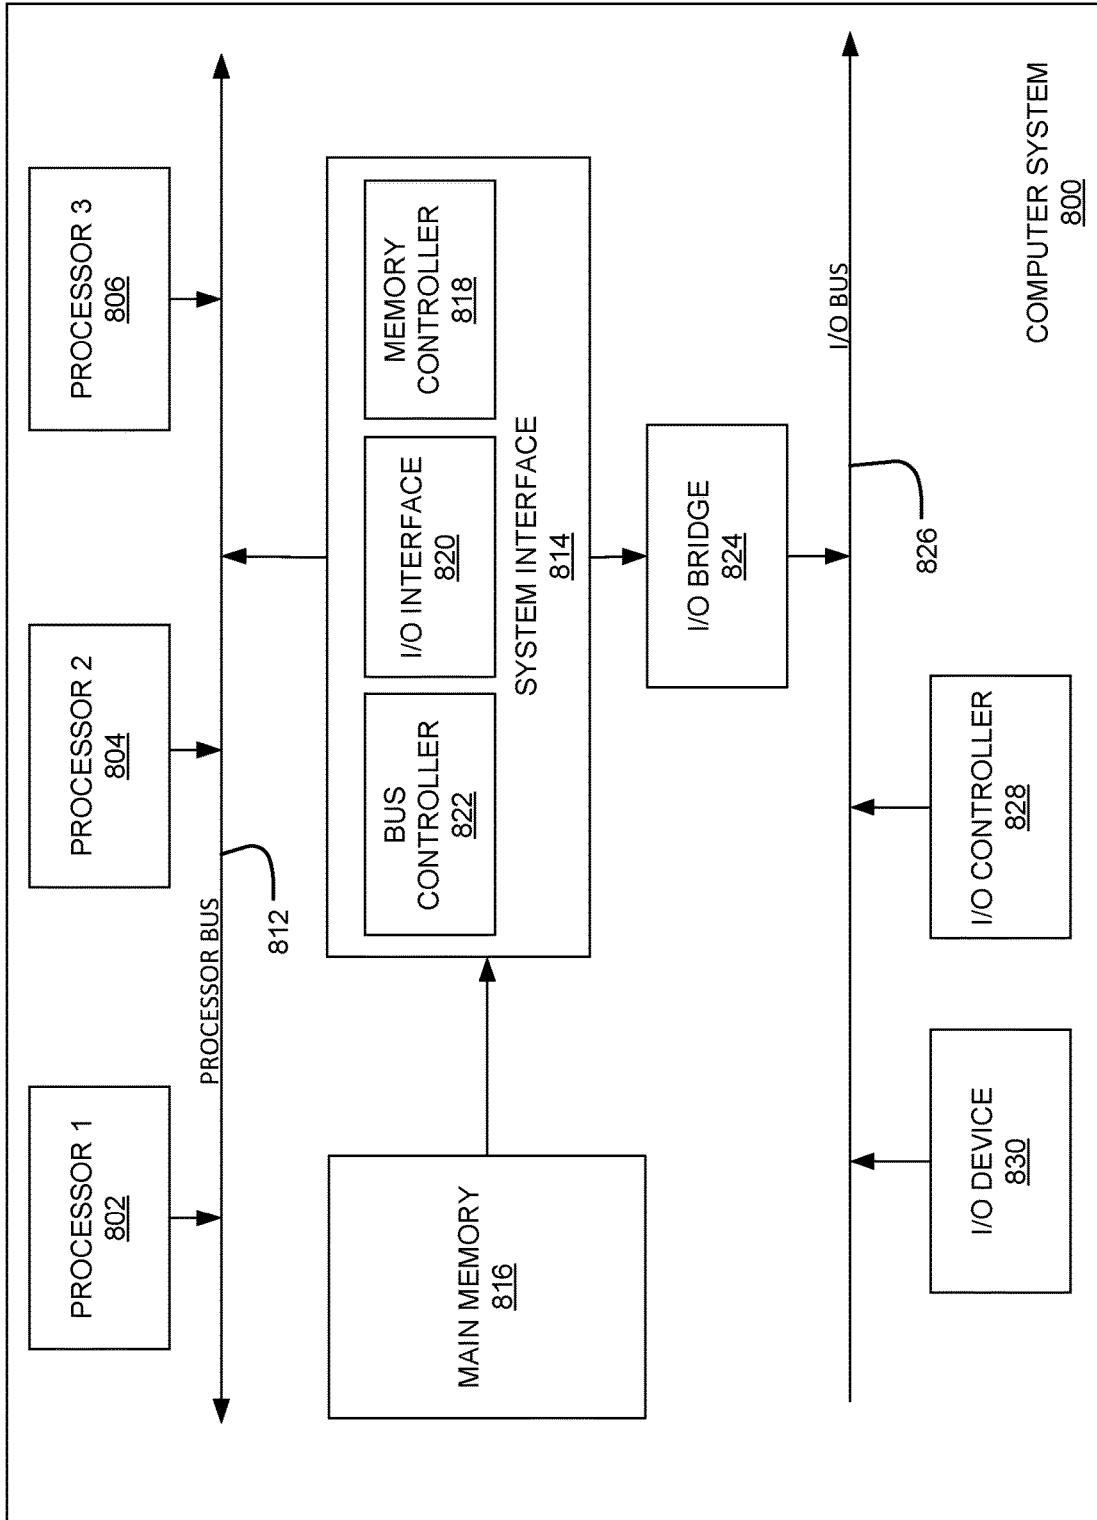 PROCESSOR 1
802
PROCESSOR 2
804
PROCESSOR 3
806
PROCESSOR BUS
812
MAIN MEMORY
816
BUS
CONTROLLER
822
I/O INTERFACE
820
MEMORY
CONTROLLER
818
SYSTEM INTERFACE
814
I/O BRIDGE
824
I/O BUS
826
I/O DEVICE
830
I/O CONTROLLER
828
COMPUTER SYSTEM
800